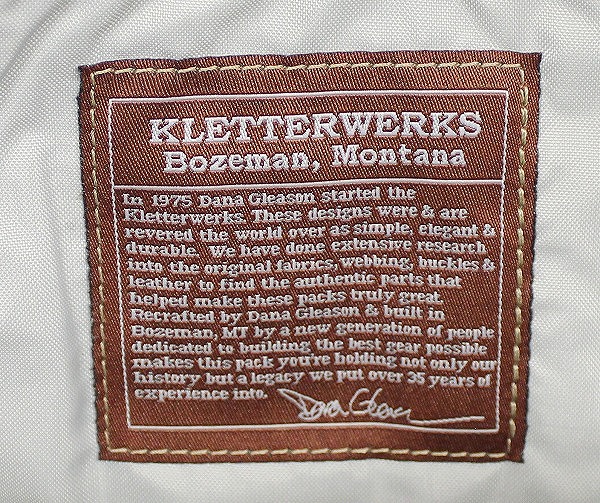 KLETTERWERKS
Bozeman, Montana
In 1975 Dana Gleason started the
Kletterwerks. These designs were & are
revered the world over as simple, elegant &
durable. We have done extensive research
into the original fabrics, webbing, buckles &
leather to find the authentic parts that
helped make these packs truly great.
Recrafted by Dana Gleason & built in
Bozeman, MT by a new generation of people
dedicated to building the best gear possible
makes this pack you're holding not only our
history but a legacy we put over 35 years of
experience into.
Dana Gleason